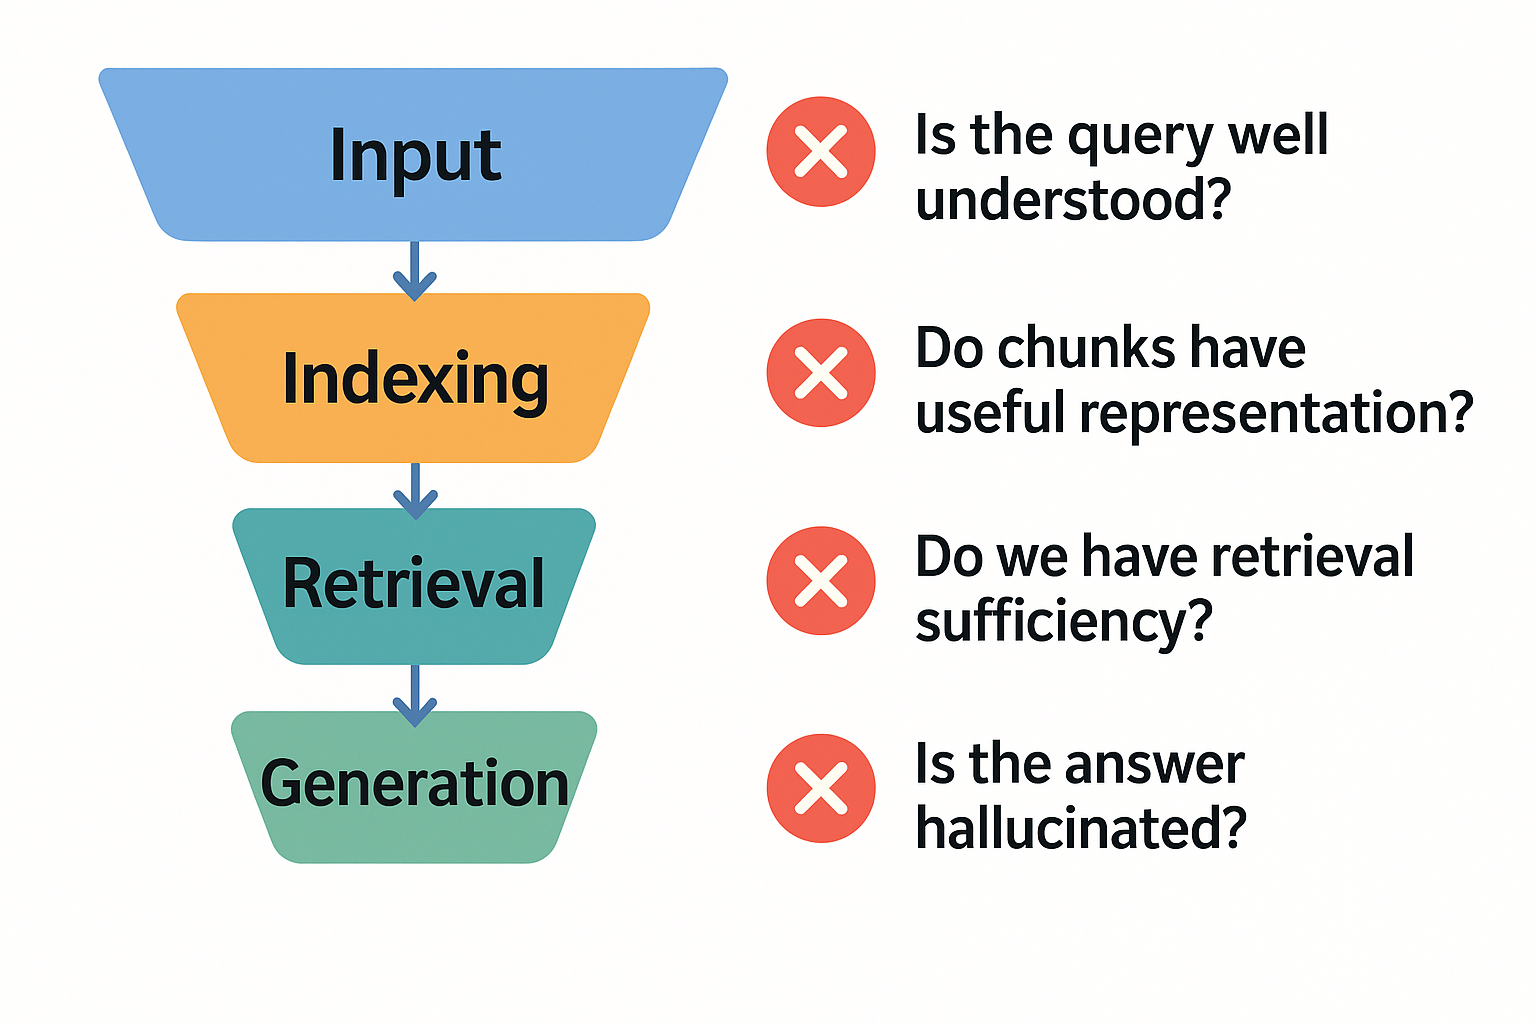 Input
Is the query well
understood?
Indexing
Do chunks have
useful representation?
Retrieval
Do we have retrieval
sufficiency?
Generation
Is the answer
hallucinated?